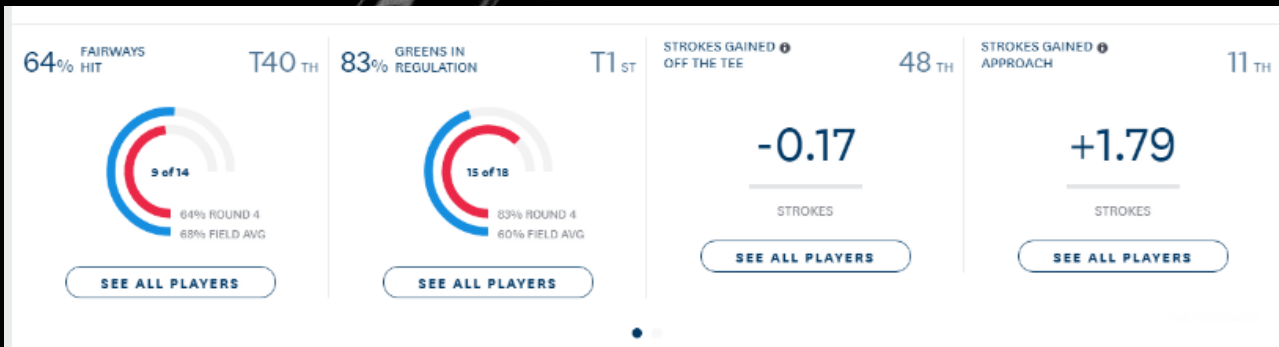 64% FAIRWAYS HIT T40 TH
9 of 14
64% ROUND 4
68% FIELD AVG
SEE ALL PLAYERS
83% GREENS IN REGULATION T1 ST
15 of 18
83% ROUND 4
60% FIELD AVG
SEE ALL PLAYERS
STROKES GAINED
OFF THE TEE 48 TH
-0.17
STROKES
SEE ALL PLAYERS
STROKES GAINED
APPROACH 11 TH
+1.79
STROKES
SEE ALL PLAYERS